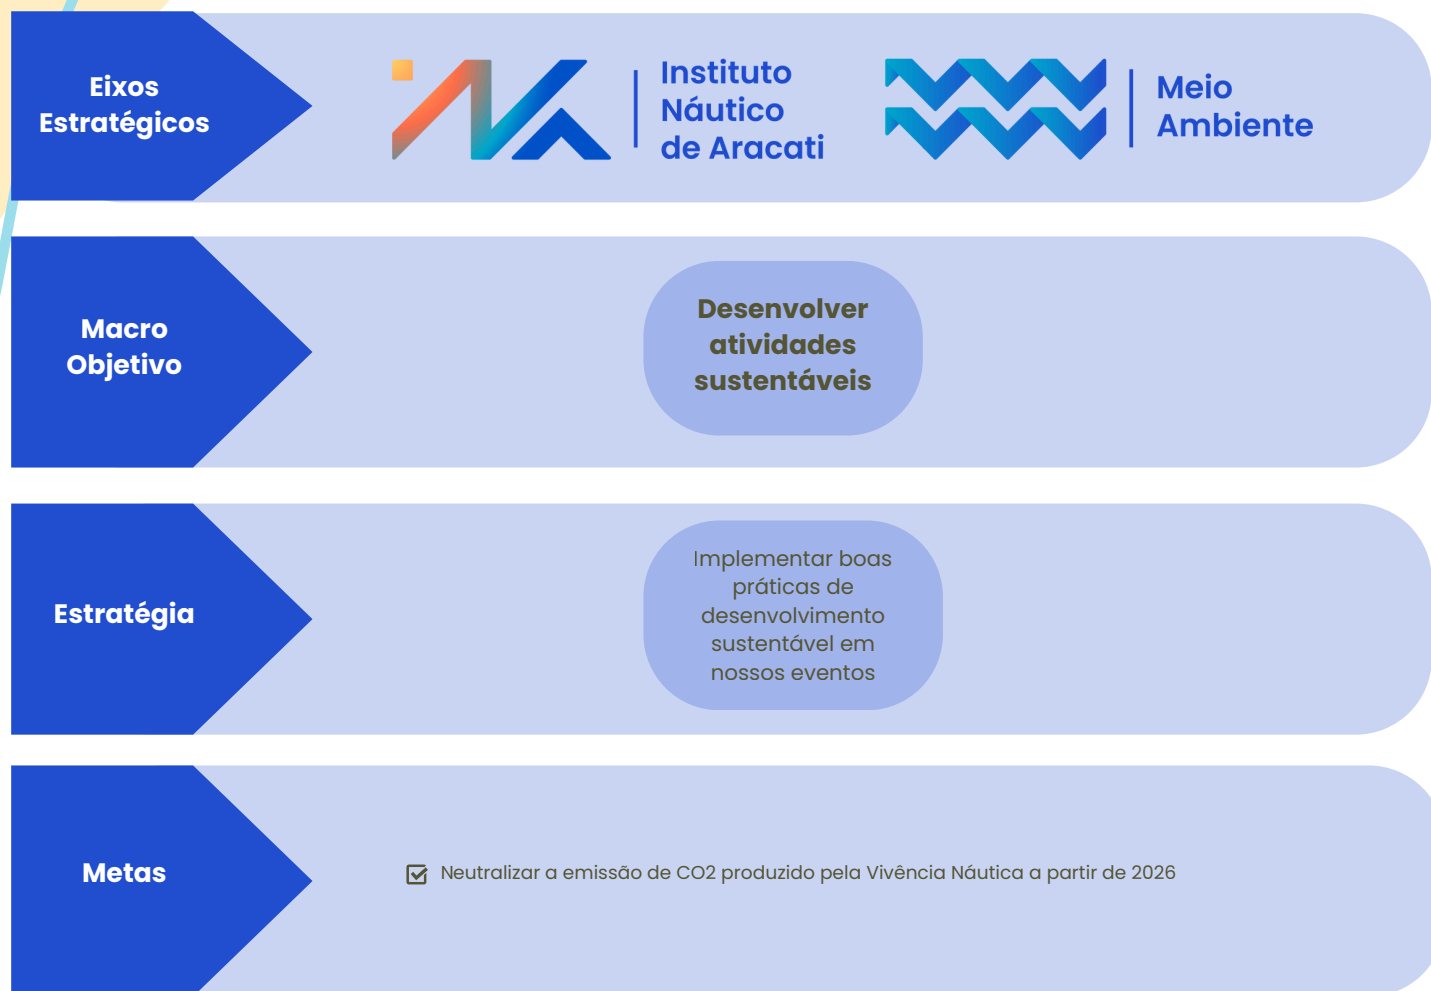 Eixos
Estratégicos
Instituto
Náutico
de Aracati
Meio
Ambiente
Macro
Objetivo
Desenvolver
atividades
sustentáveis
Estratégia
Implementar boas
práticas de
desenvolvimento
sustentável em
nossos eventos
Metas
Neutralizar a emissão de CO2 produzido pela Vivência Náutica a partir de 2026